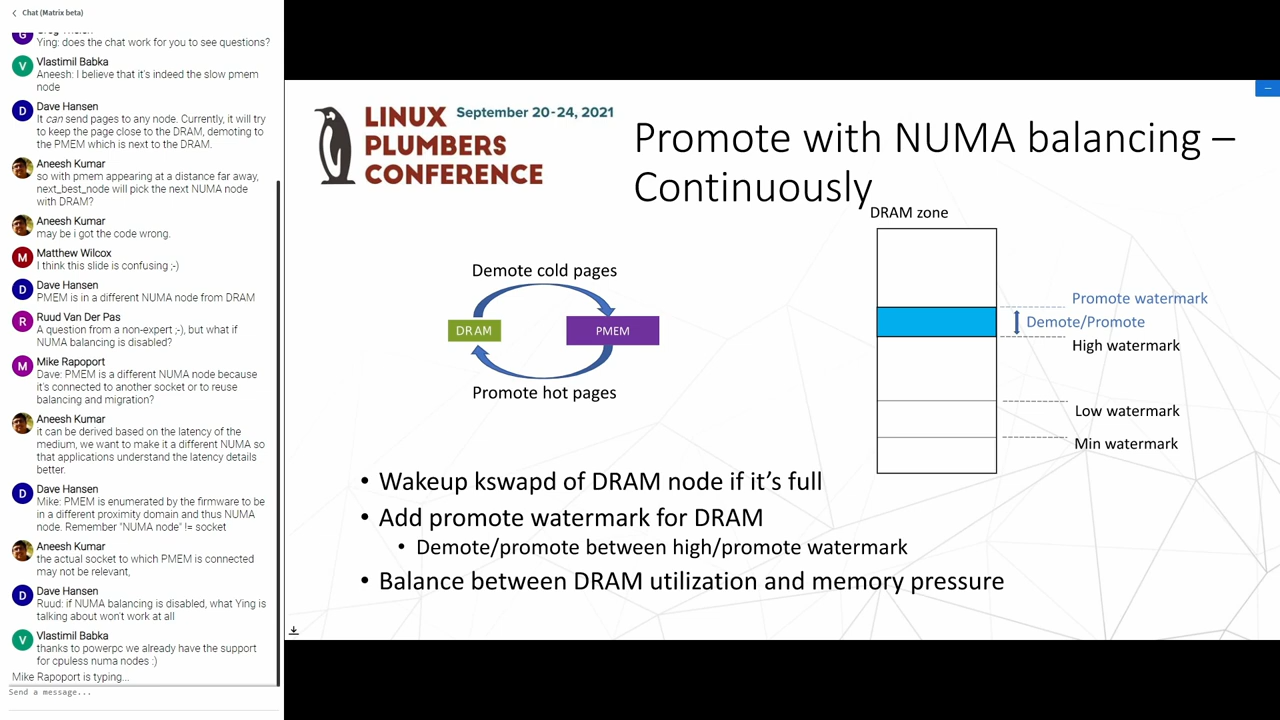 Chat (Matrix beta)
Ying: does the chat work for you to see questions?
Vlastimil Babka
Aneesh: I believe that it's indeed the slow pmem
node
Dave Hansen
It can send pages to any node. Currently, it will try
to keep the page close to the DRAM, demoting to
the PMEM which is next to the DRAM.
Aneesh Kumar
so with pmem appearing at a distance far away,
next_best_node will pick the next NUMA node
with DRAM?
Aneesh Kumar
may be i got the code wrong.
Matthew Wilcox
I think this slide is confusing ;-)
Dave Hansen
PMEM is in a different NUMA node from DRAM
Ruud Van Der Pas
A question from a non-expert ;-), but what if
NUMA balancing is disabled?
Mike Rapoport
Dave: PMEM is a different NUMA node because
it's connected to another socket or to reuse
balancing and migration?
Aneesh Kumar
it can be derived based on the latency of the
medium, we want to make it a different NUMA so
that applications understand the latency details
better.
Dave Hansen
Mike: PMEM is enumerated by the firmware to be
in a different proximity domain and thus NUMA
node. Remember "NUMA node" != socket
Aneesh Kumar
the actual socket to which PMEM is connected
may not be relevant,
Dave Hansen
Ruud: if NUMA balancing is disabled, what Ying is
talking about won't work at all
Vlastimil Babka
thanks to powerpc we already have the support
for cpuless numa nodes :)
Mike Rapoport is typing...
Send a message...
LINUX
PLUMBERS
CONFERENCE
September 20-24, 2021
Promote with NUMA balancing –
Continuously
DRAM zone
Demote cold pages
DRAM
PMEM
Promote hot pages
Promote watermark
Demote/Promote
High watermark
Low watermark
Min watermark
• Wakeup kswapd of DRAM node if it's full
• Add promote watermark for DRAM
• Demote/promote between high/promote watermark
• Balance between DRAM utilization and memory pressure